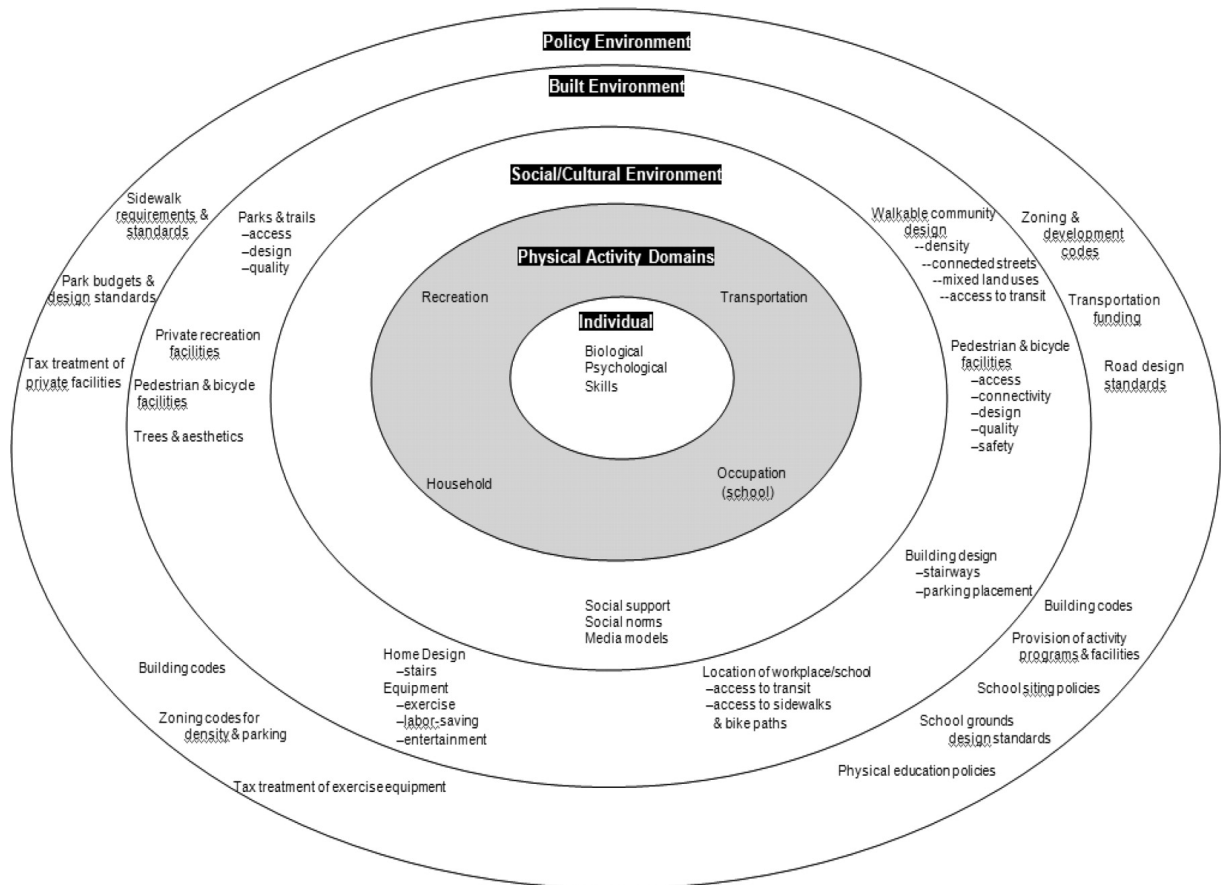 Policy Environment
Built Environment
Social/Cultural Environment
Physical Activity Domains
Individual
Biological
Psychological
Skills
Recreation
Transportation
Household
Occupation
(school)
Social support
Social norms
Media models
Sidewalk
requirements &
standards
Park budgets &
design standards
Tax treatment of
private facilities
Parks & trails
–access
–design
–quality
Private recreation
facilities
Pedestrian & bicycle
facilities
Trees & aesthetics
Walkable community
design
--density
--connected streets
--mixed land uses
--access to transit
Pedestrian & bicycle
facilities
–access
–connectivity
–design
–quality
–safety
Zoning &
development
codes
Transportation
funding
Road design
standards
Building codes
Zoning codes for
density & parking
Tax treatment of exercise equipment
Home Design
–stairs
Equipment
–exercise
–labor-saving
–entertainment
Location of workplace/school
–access to transit
–access to sidewalks
& bike paths
Building design
–stairways
–parking placement
Building codes
Provision of activity
programs & facilities
School siting policies
School grounds
design standards
Physical education policies